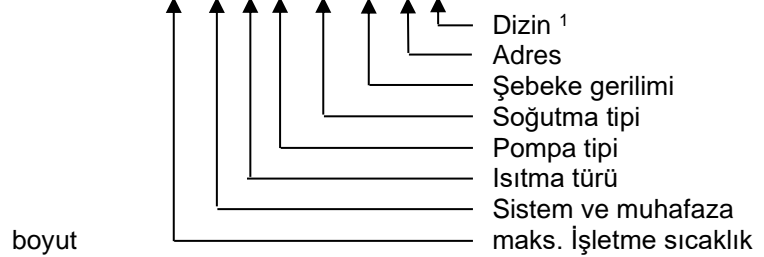 Dizin ¹
Adres
Şebeke gerilimi
Soğutma tipi
Pompa tipi
Isıtma türü
Sistem ve muhafaza
boyut maks. İşletme sıcaklık